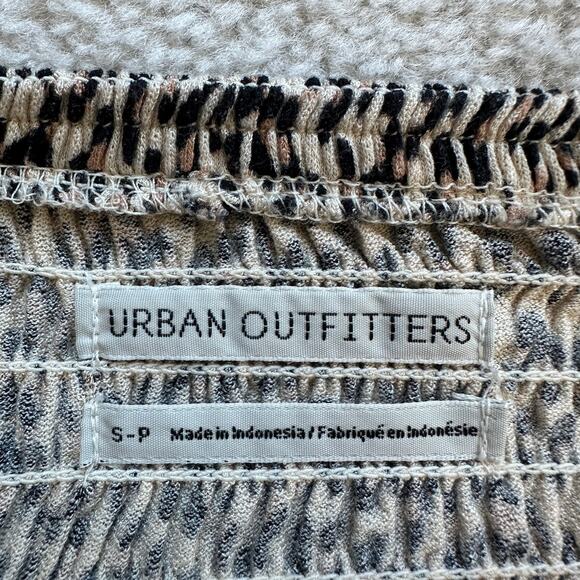 URBAN OUTFITTERS
S-P Made in Indonesia / Fabriqué en Indonésie